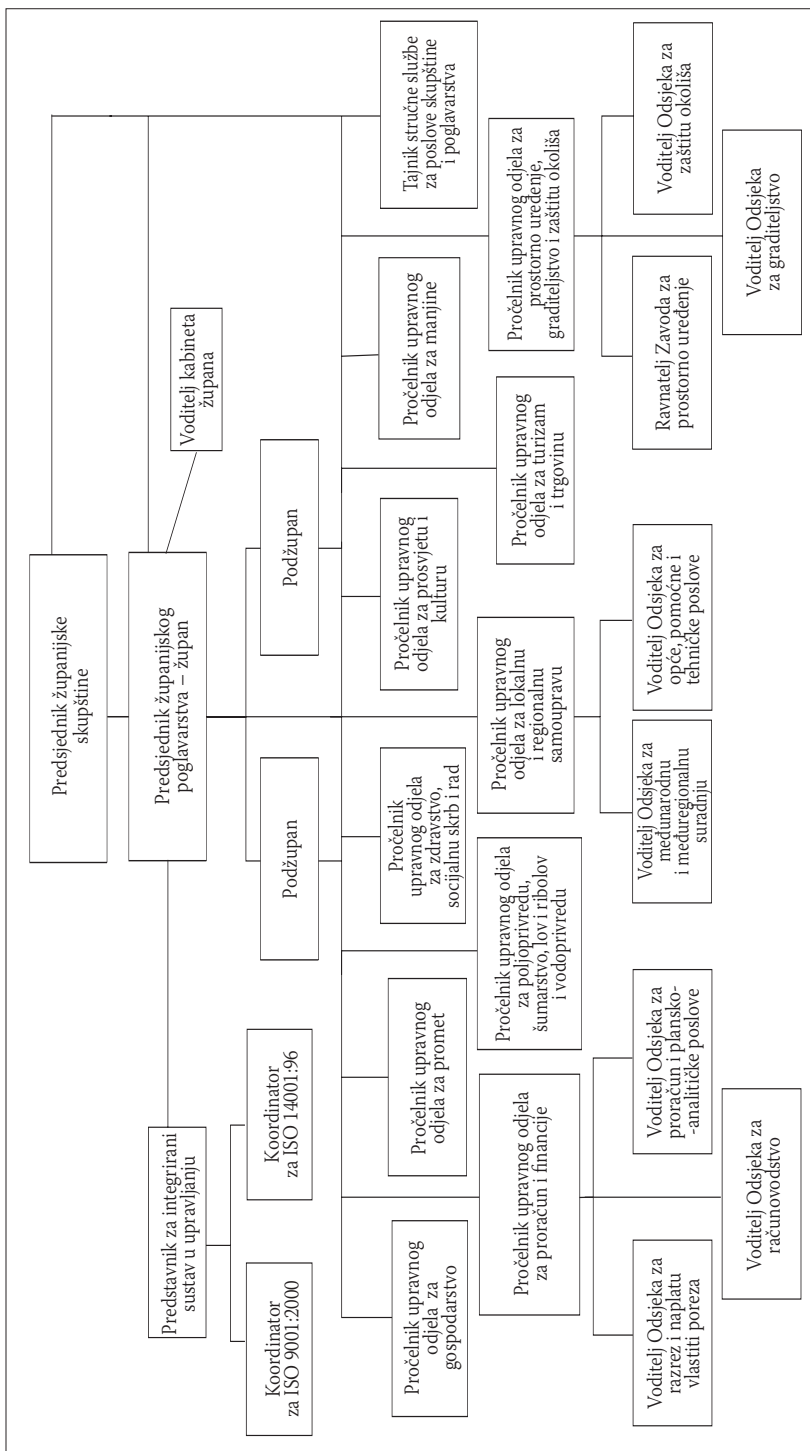 Predsjednik županijske
skupštine
Predsjednik županijskog
poglavarstva – župan
Voditelj kabineta
župana
Predstavnik za integrirani
sustav u upravljanju
Koordinator
za ISO 9001:2000
Koordinator
za ISO 14001:96
Podžupan
Podžupan
Pročelnik upravnog
odjela za
gospodarstvo
Pročelnik upravnog
odjela za promet
Pročelnik
upravnog odjela
za zdravstvo,
socijalnu skrb i rad
Pročelnik upravnog
odjela za prosvjetu i
kulturu
Pročelnik upravnog
odjela za manjine
Tajnik stručne službe
za poslove skupštine
i poglavarstva
Pročelnik upravnog odjela
za proračun i financije
Pročelnik upravnog odjela
za poljoprivredu,
šumarstvo, lov i ribolov
i vodoprivredu
Pročelnik upravnog
odjela za lokalnu
i regionalnu
samoupravu
Pročelnik upravnog
odjela za turizam
i trgovinu
Pročelnik upravnog odjela za
prostorno uređenje,
graditeljstvo i zaštitu okoliša
Voditelj Odsjeka za
razrez i naplatu
vlastiti poreza
Voditelj Odsjeka za
proračun i plansko-
-analitičke poslove
Voditelj Odsjeka za
međunarodnu
i međuregionalnu
suradnju
Voditelj Odsjeka za
opće, pomoćne i
tehničke poslove
Ravnatelj Zavoda za
prostorno uređenje
Voditelj Odsjeka za
zaštitu okoliša
Voditelj Odsjeka za
računovodstvo
Voditelj Odsjeka
za graditeljstvo